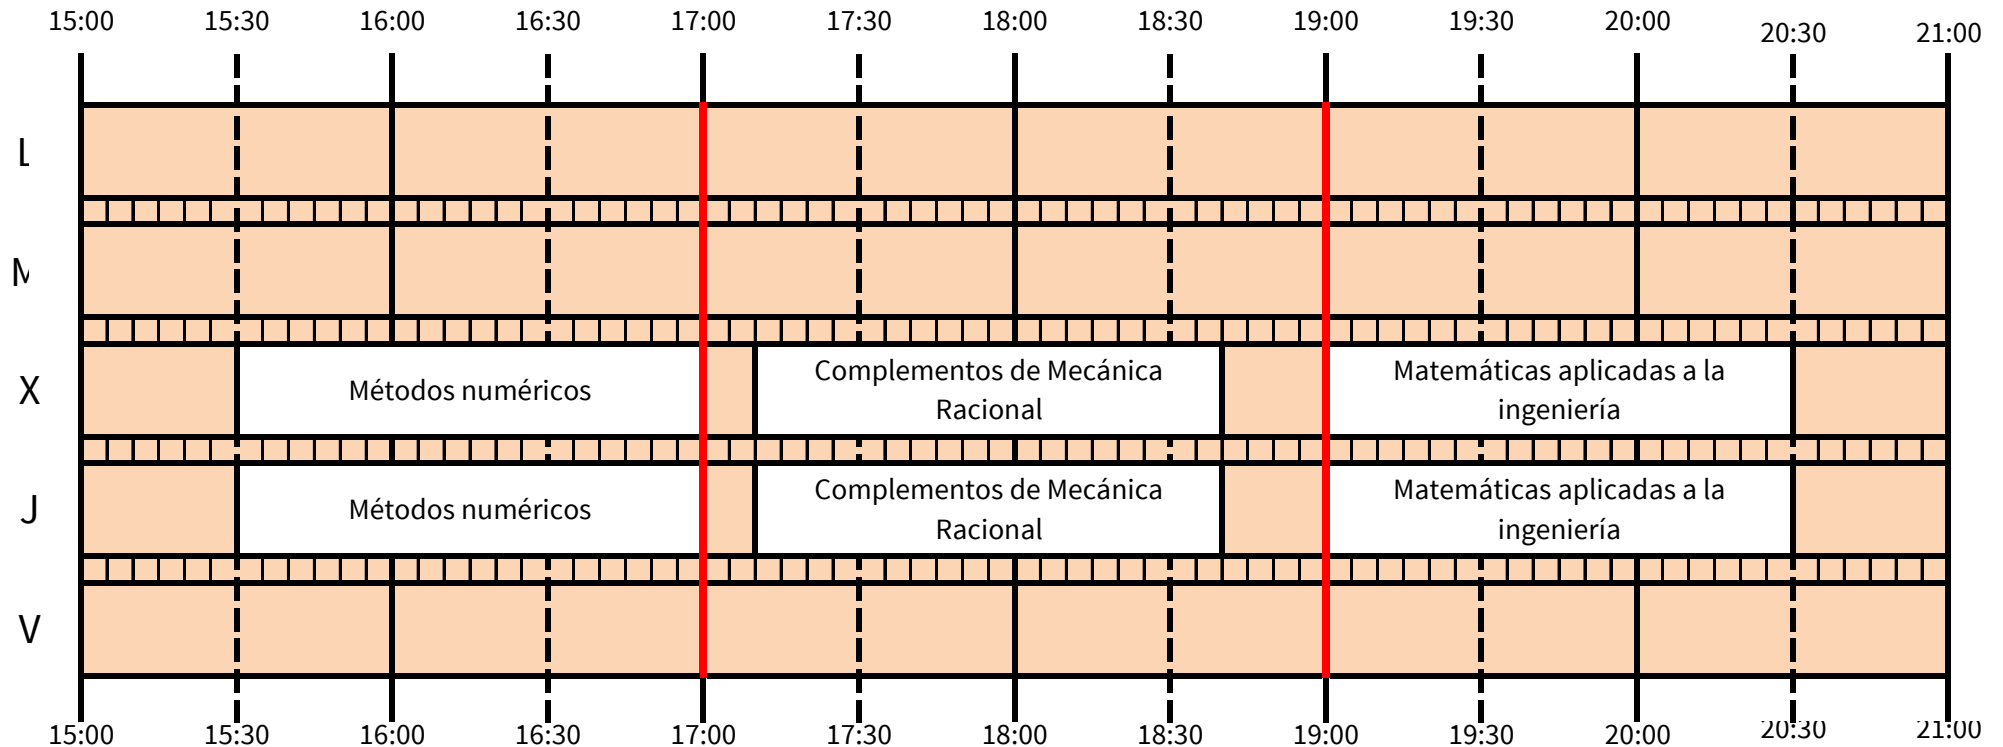 15:00 15:30 16:00 16:30 17:00 17:30 18:00 18:30 19:00 19:30 20:00 20:30 21:00
L
M
X
Métodos numéricos
Complementos de Mecánica
Racional
Matemáticas aplicadas a la
ingeniería
J
Métodos numéricos
Complementos de Mecánica
Racional
Matemáticas aplicadas a la
ingeniería
V
15:00 15:30 16:00 16:30 17:00 17:30 18:00 18:30 19:00 19:30 20:00 20:30 21:00